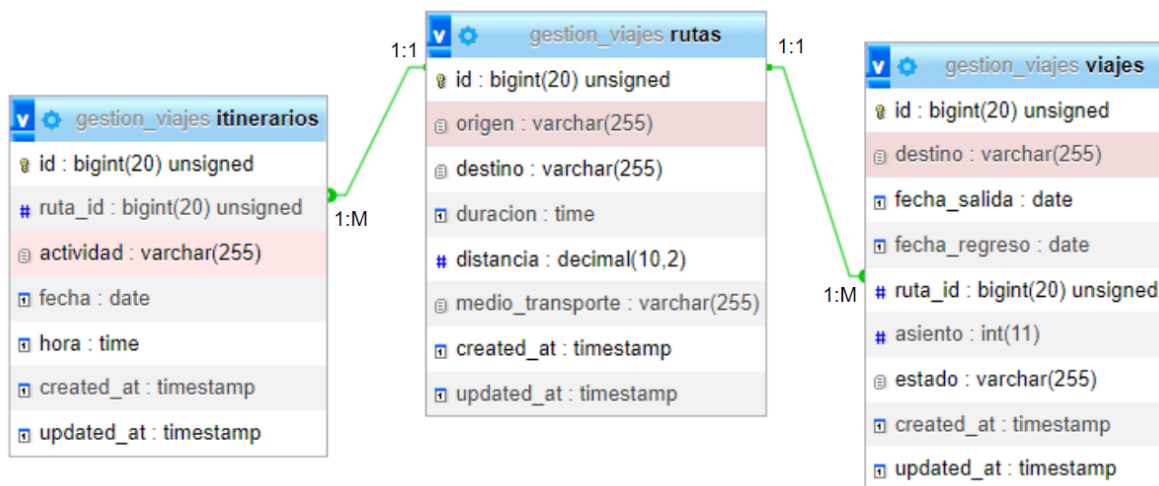 gestion_viajes itinerarios
id : bigint(20) unsigned
ruta_id : bigint(20) unsigned
actividad : varchar(255)
fecha : date
hora : time
created_at : timestamp
updated_at : timestamp
1:1
1:M
gestion_viajes rutas
id : bigint(20) unsigned
origen : varchar(255)
destino : varchar(255)
duracion : time
distancia : decimal(10,2)
medio_transporte : varchar(255)
created_at : timestamp
updated_at : timestamp
1:1
1:M
gestion_viajes viajes
id : bigint(20) unsigned
destino : varchar(255)
fecha_salida : date
fecha_regreso : date
ruta_id : bigint(20) unsigned
asiento : int(11)
estado : varchar(255)
created_at : timestamp
updated_at : timestamp